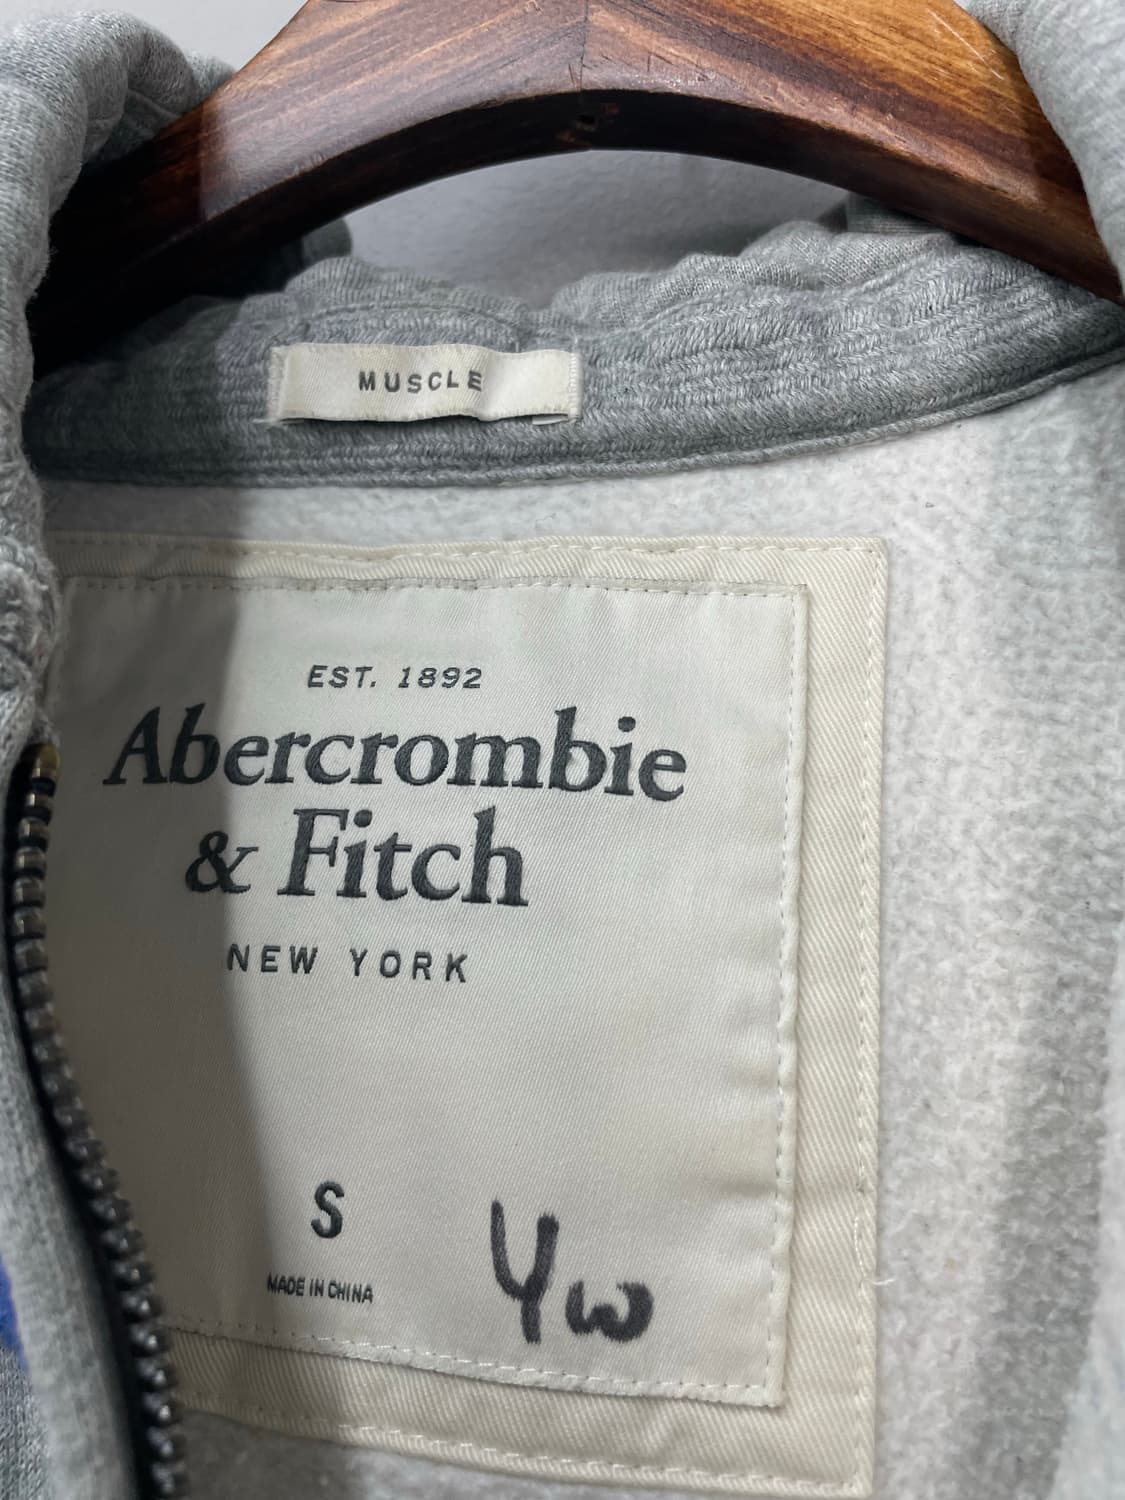 MUSCLE
EST. 1892
Abercrombie
& Fitch
NEW YORK
S
Yw
MADE IN CHINA